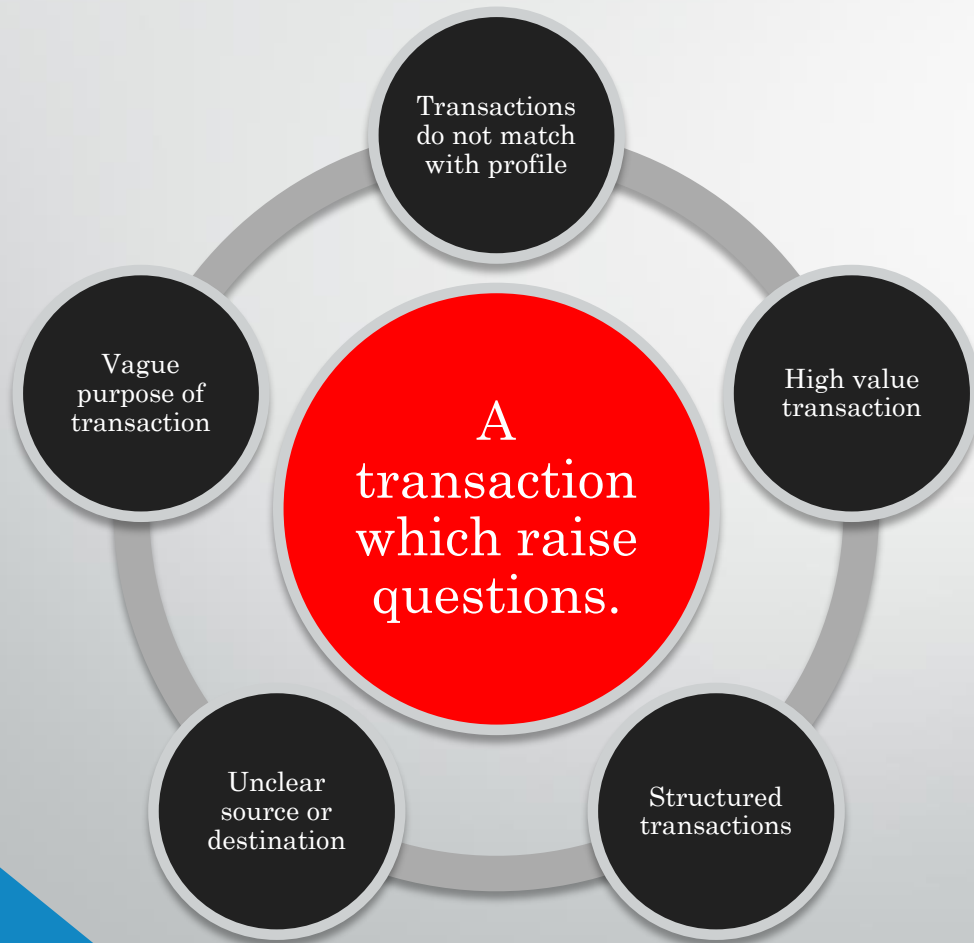 Transactions
do not match
with profile
High value
transaction
Structured
transactions
Unclear
source or
destination
Vague
purpose of
transaction
A
transaction
which raise
questions.